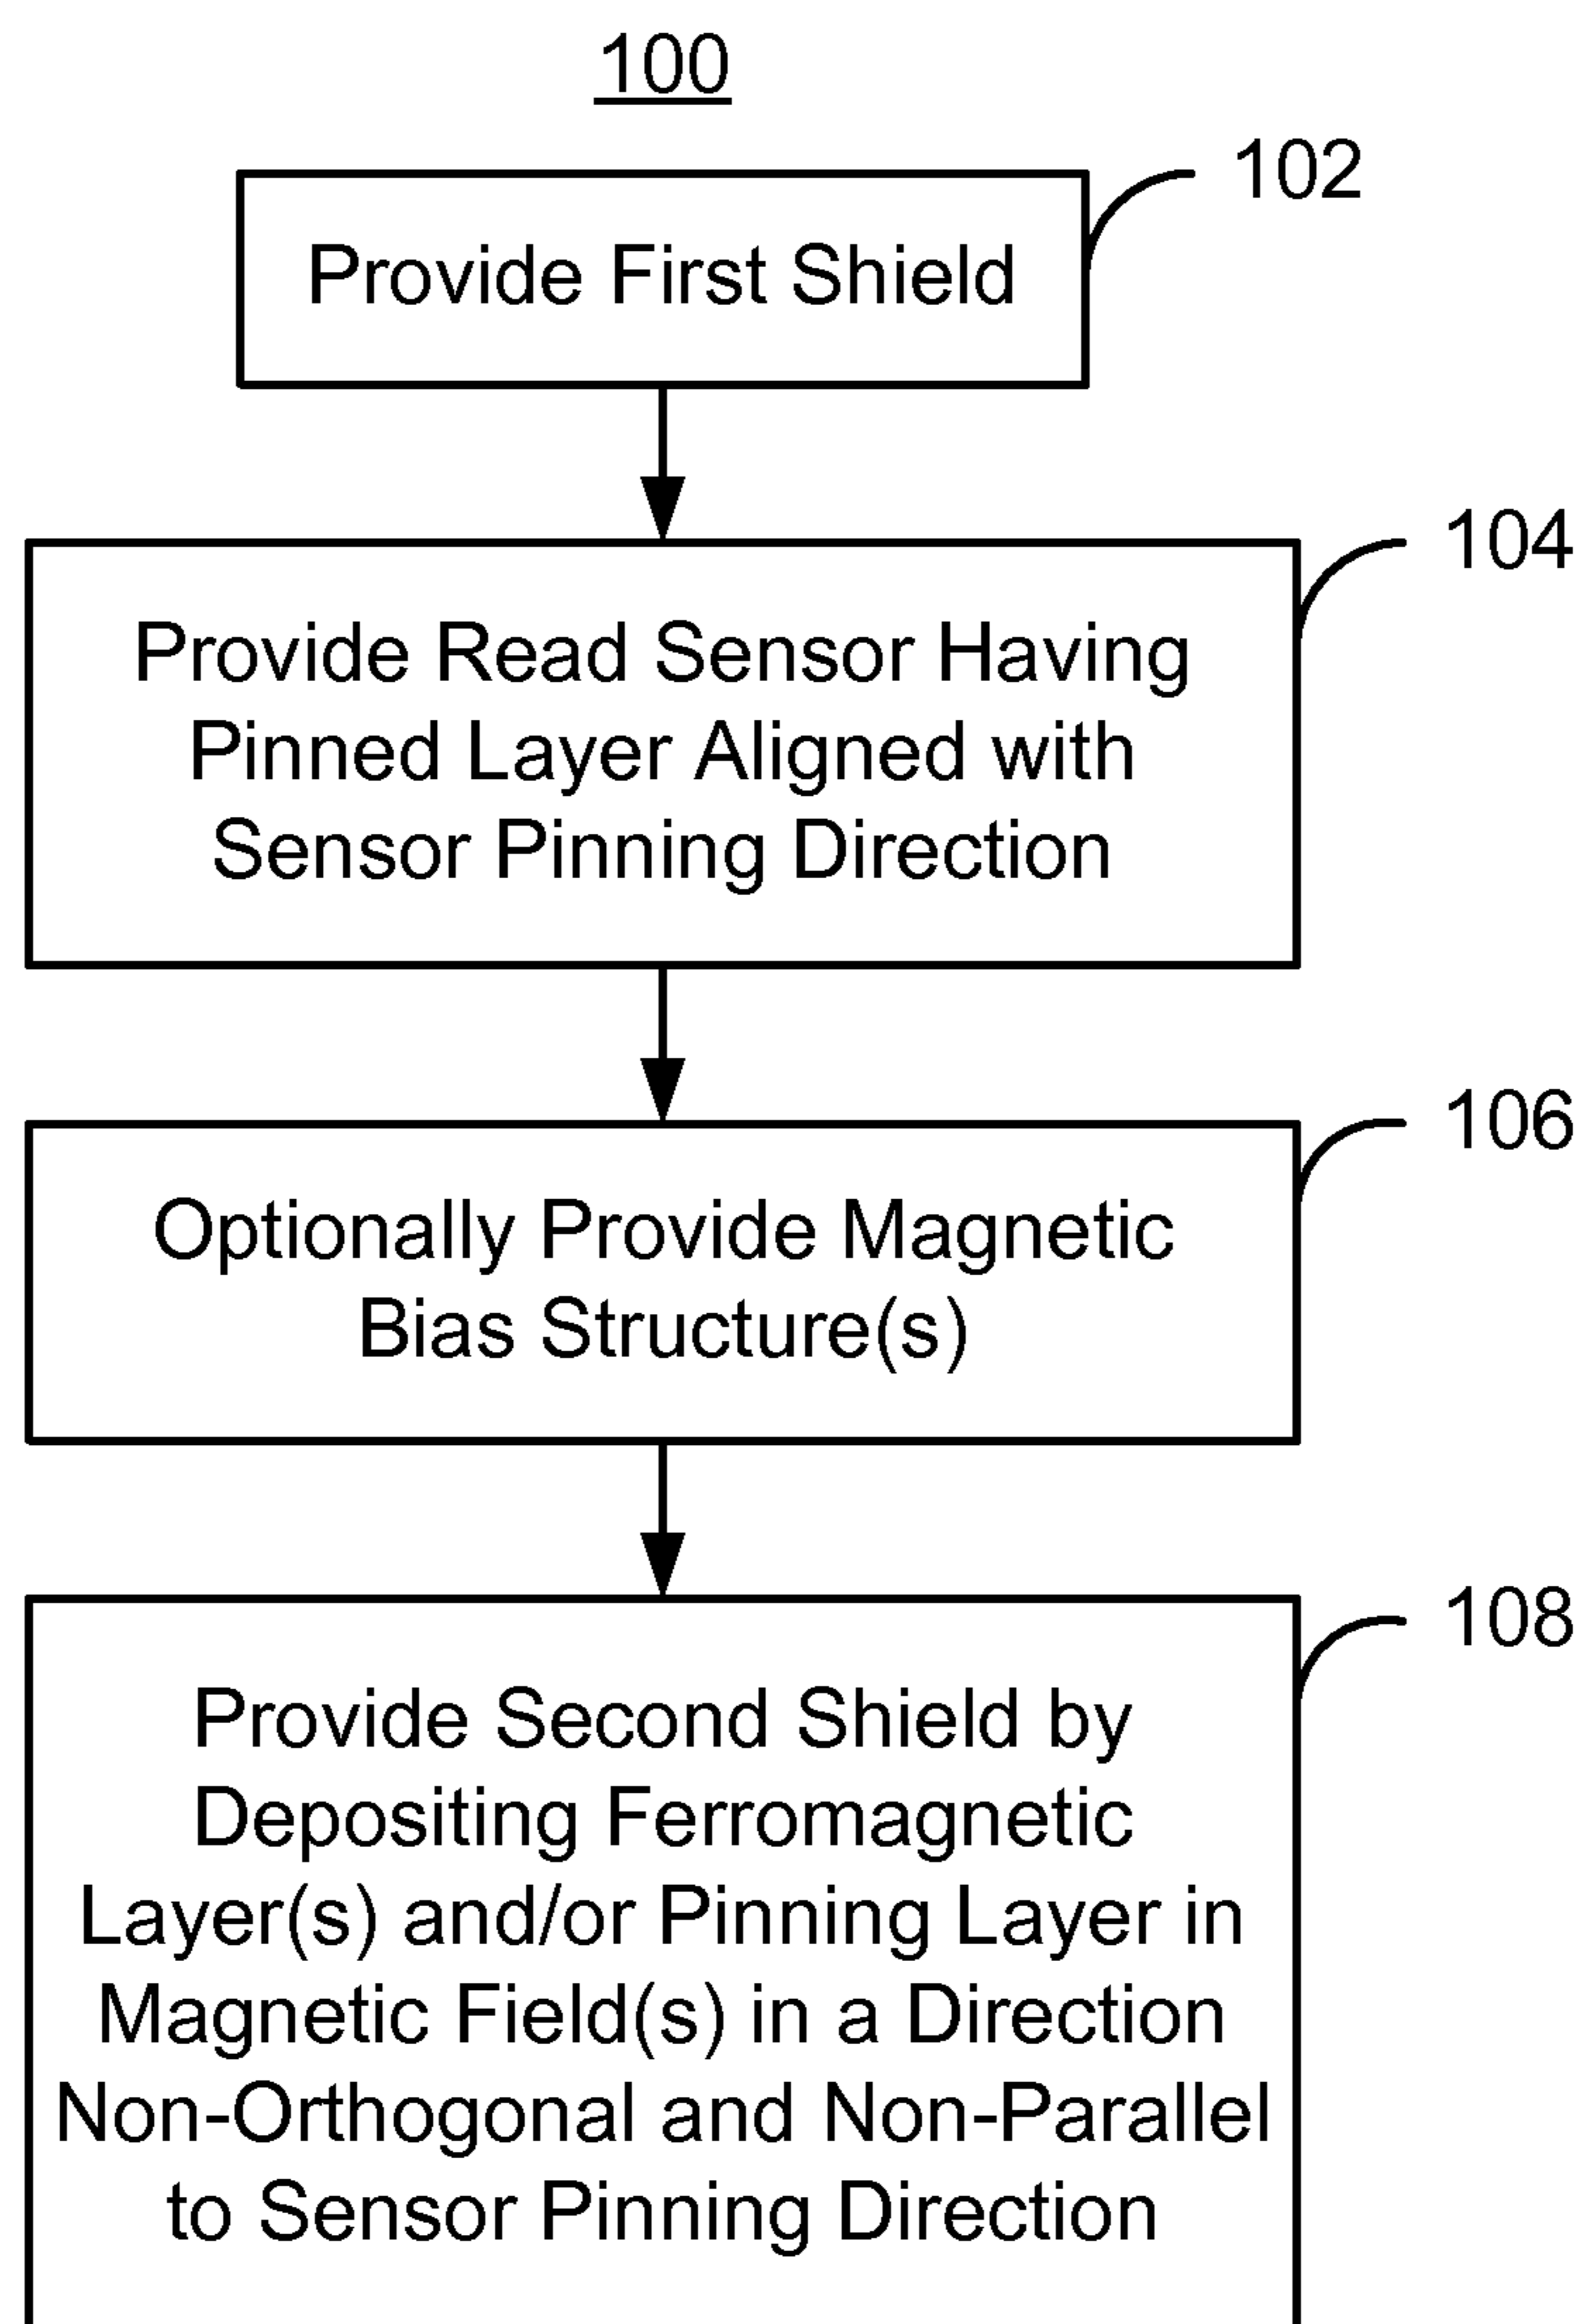 100
102
Provide First Shield
104
Provide Read Sensor Having
Pinned Layer Aligned with
Sensor Pinning Direction
106
Optionally Provide Magnetic
Bias Structure(s)
108
Provide Second Shield by
Depositing Ferromagnetic
Layer(s) and/or Pinning Layer in
Magnetic Field(s) in a Direction
Non-Orthogonal and Non-Parallel
to Sensor Pinning Direction